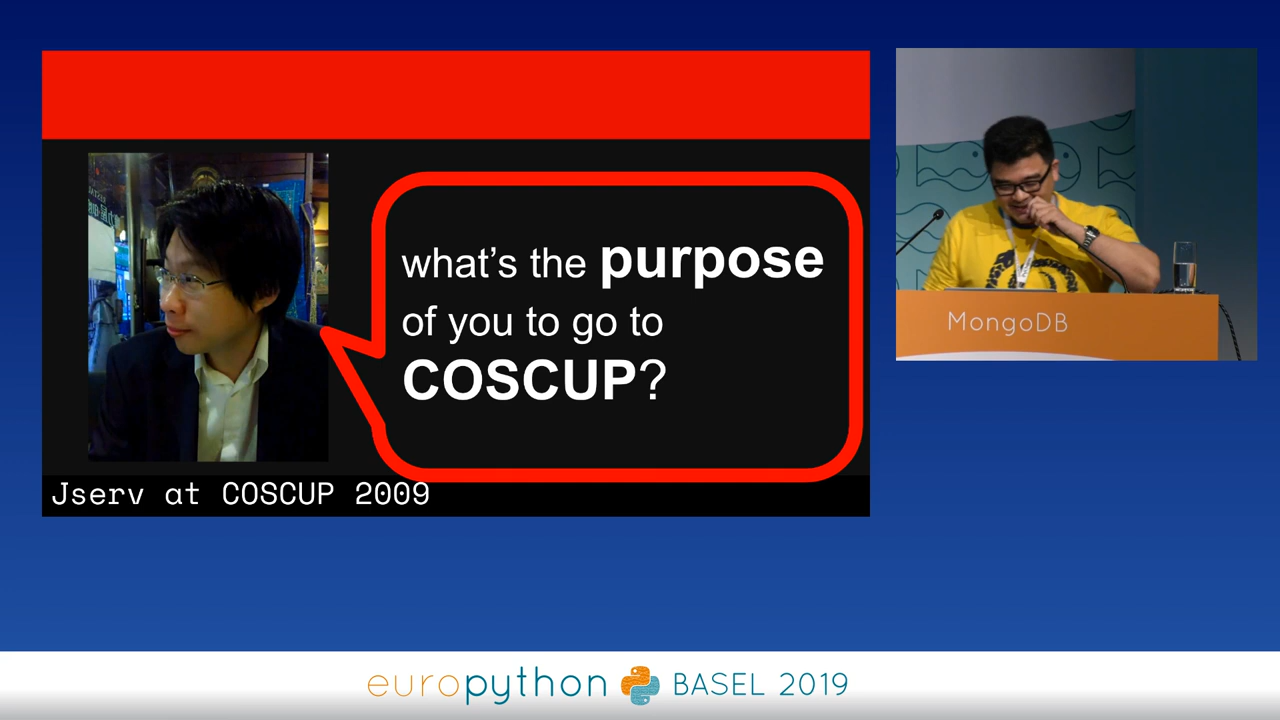 what's the purpose
of you to go to
COSCUP?
Jserv at COSCUP 2009
MongoDB
europython BASEL 2019